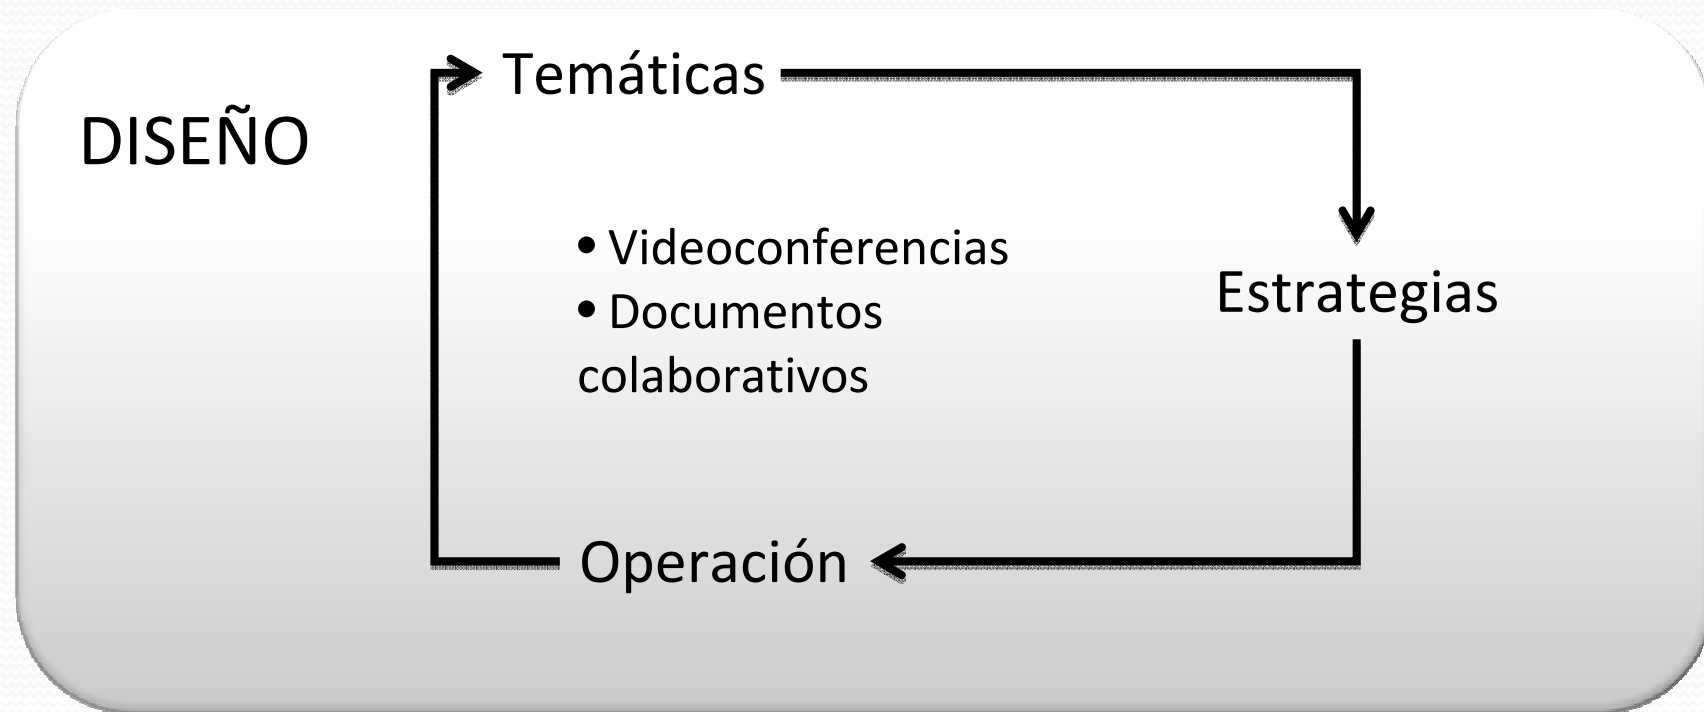 Temáticas
DISEÑO
• Videoconferencias
• Documentos
colaborativos
Estrategias
Operación